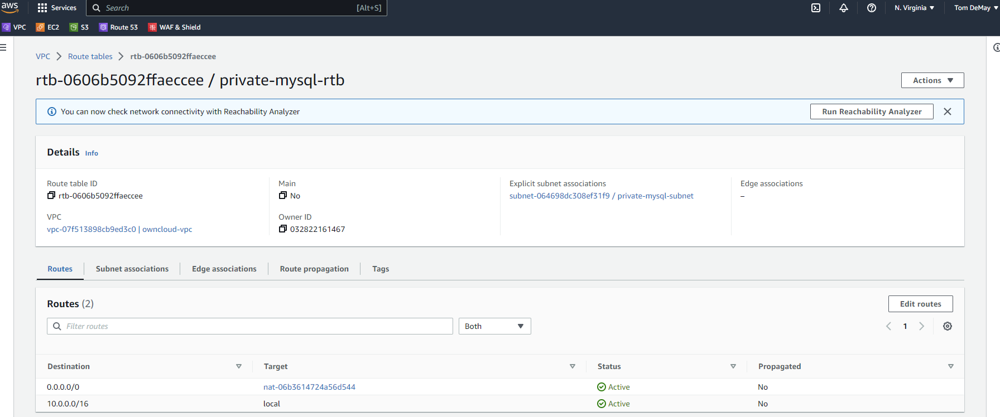 aws Services Search [Alt+S] N. Virginia Tom DeMay
VPC EC2 S3 Route 53 WAF & Shield
VPC Route tables rtb-0606b5092ffaeccee
rtb-0606b5092ffaeccee / private-mysql-rtb
Actions
You can now check network connectivity with Reachability Analyzer
Run Reachability Analyzer
Details Info
Route table ID
rtb-0606b5092ffaeccee
Main
No
Explicit subnet associations
subnet-064698dc308ef31f9 / private-mysql-subnet
Edge associations
–
VPC
vpc-07f513898cb9ed3c0 | owncloud-vpc
Owner ID
032822161467
Routes Subnet associations Edge associations Route propagation Tags
Routes (2)
Edit routes
Filter routes
Both
1
Destination Target Status Propagated
0.0.0.0/0 nat-06b3614724a56d544 Active No
10.0.0.0/16 local Active No